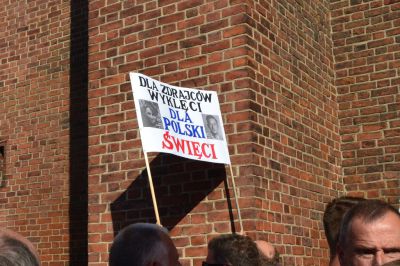 DLA ZDRAJCÓW
WYKLĘCI
DLA
POLSKI
ŚWIĘCI